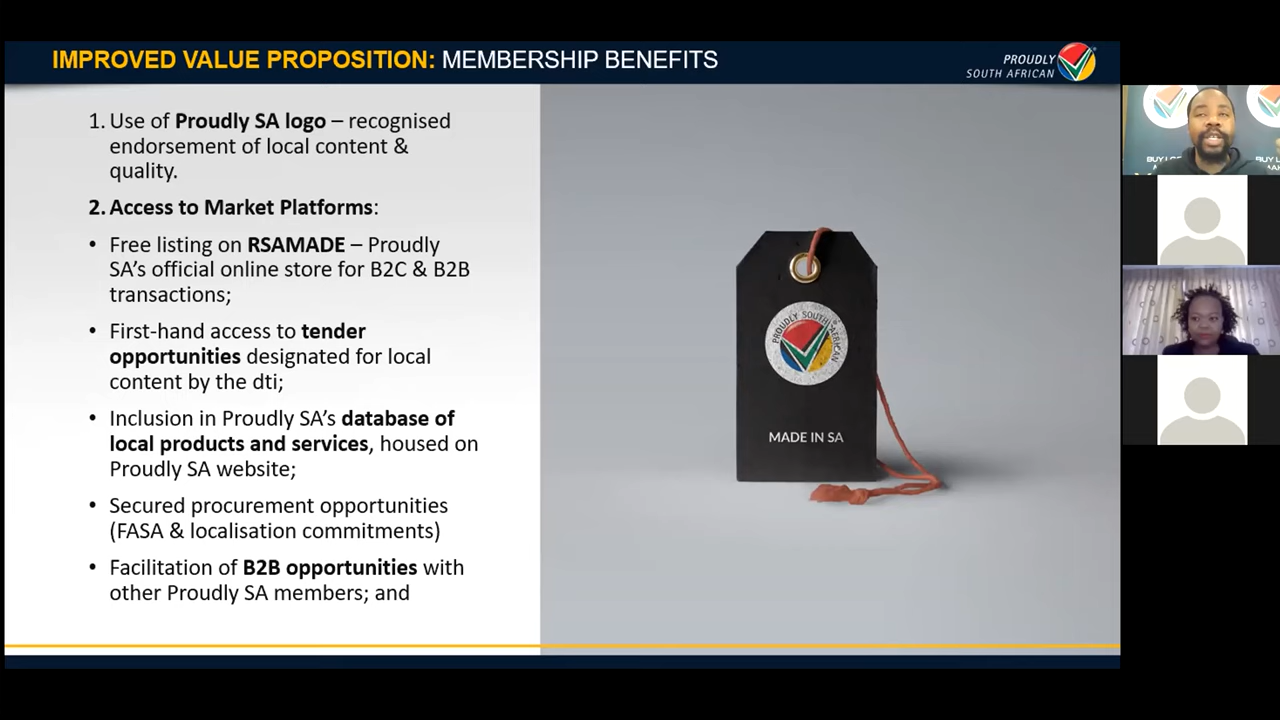 IMPROVED VALUE PROPOSITION: MEMBERSHIP BENEFITS
PROUDLY
SOUTH AFRICAN
1. Use of Proudly SA logo – recognised
endorsement of local content &
quality.
2. Access to Market Platforms:
• Free listing on RSAMADE – Proudly
SA’s official online store for B2C & B2B
transactions;
• First-hand access to tender
opportunities designated for local
content by the dti;
• Inclusion in Proudly SA’s database of
local products and services, housed on
Proudly SA website;
• Secured procurement opportunities
(FASA & localisation commitments)
• Facilitation of B2B opportunities with
other Proudly SA members; and
PROUDLY SOUTH AFRICAN
MADE IN SA
BUY
BUY L